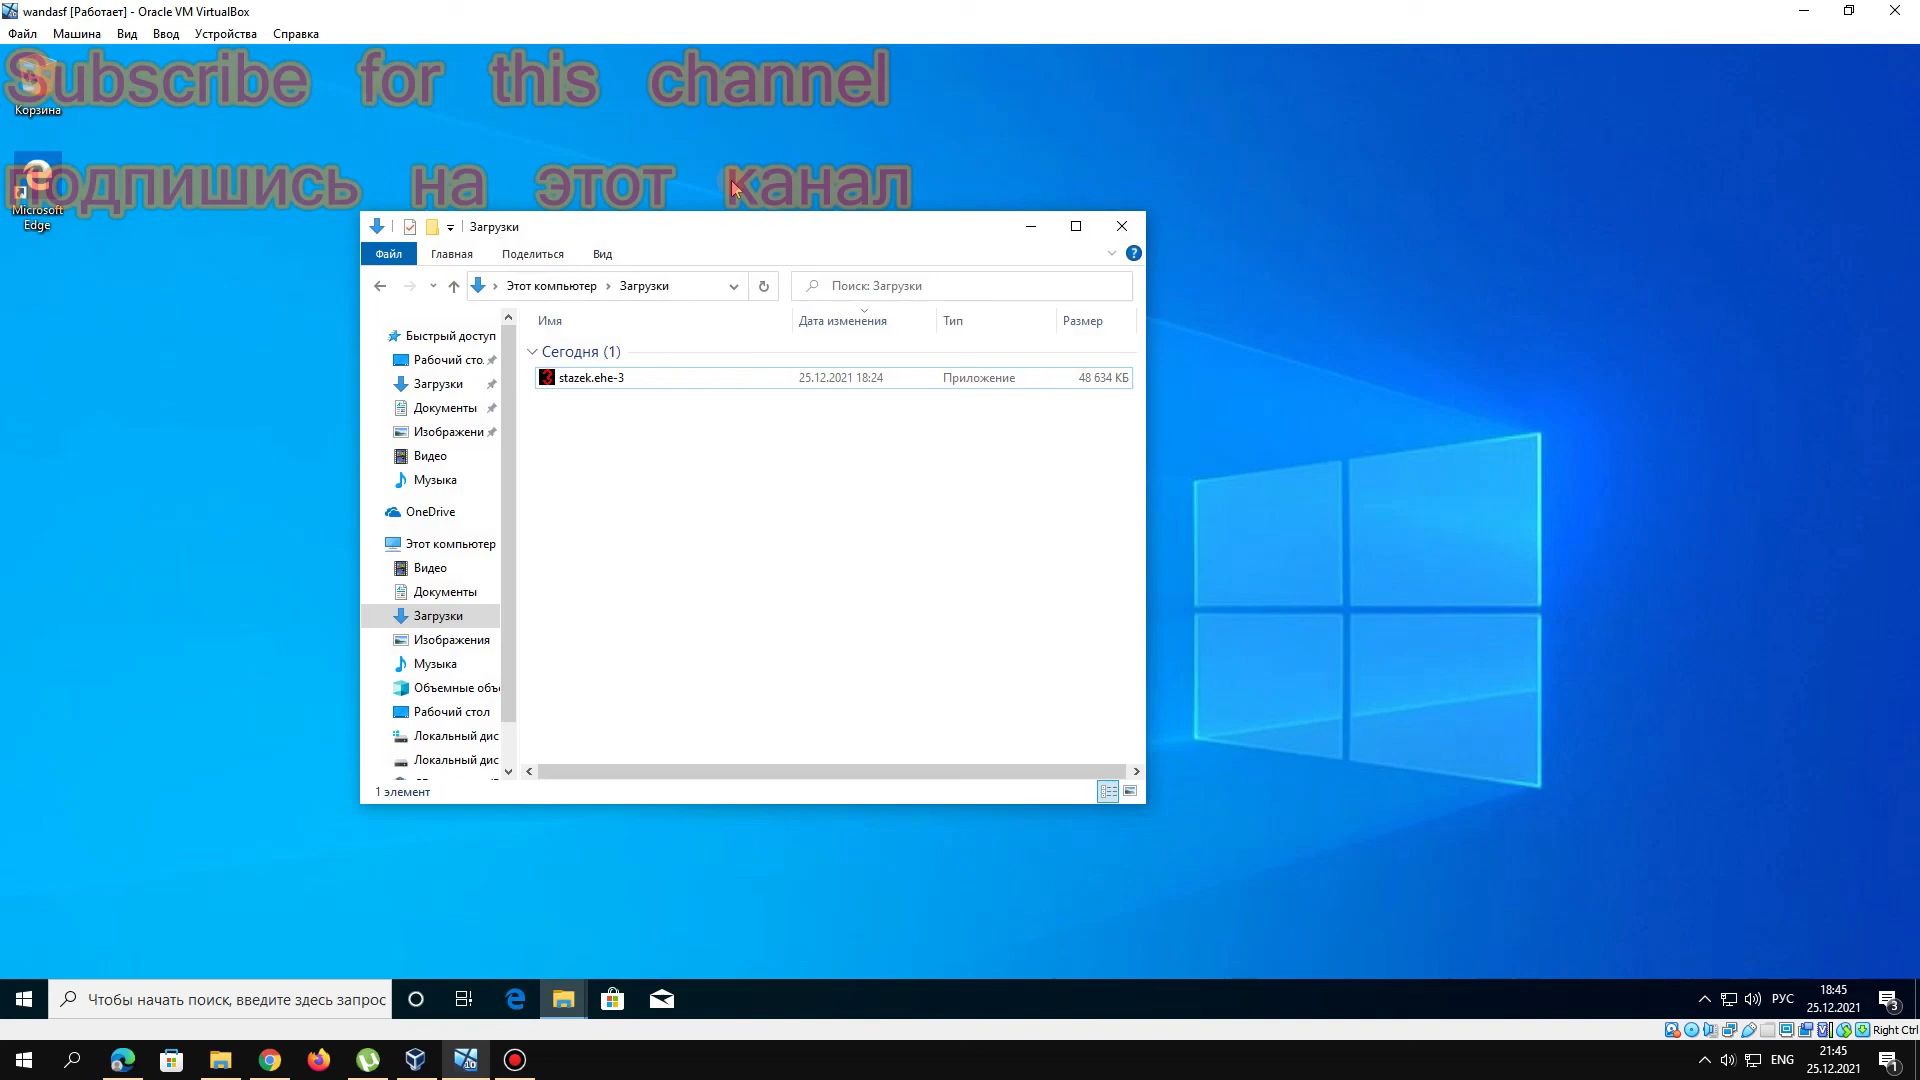 wandasf [Работает] - Oracle VM VirtualBox
Файл Машина Вид Ввод Устройства Справка
Subscribe for this channel
Корзина
подпишись на этот канал
Microsoft
Edge
Загрузки
Файл Главная Поделиться Вид
Этот компьютер Загрузки
Поиск: Загрузки
Имя Дата изменения Тип Размер
Сегодня (1)
stazek.ehe-3 25.12.2021 18:24 Приложение 48 634 КБ
Быстрый доступ
Рабочий сто
Загрузки
Документы
Изображени
Видео
Музыка
OneDrive
Этот компьютер
Видео
Документы
Загрузки
Изображения
Музыка
Объемные объ
Рабочий стол
Локальный дис
Локальный дис
1 элемент
Чтобы начать поиск, введите здесь запрос
РУС
18:45
25.12.2021
3
Right Ctrl
10
ENG
21:45
25.12.2021
1